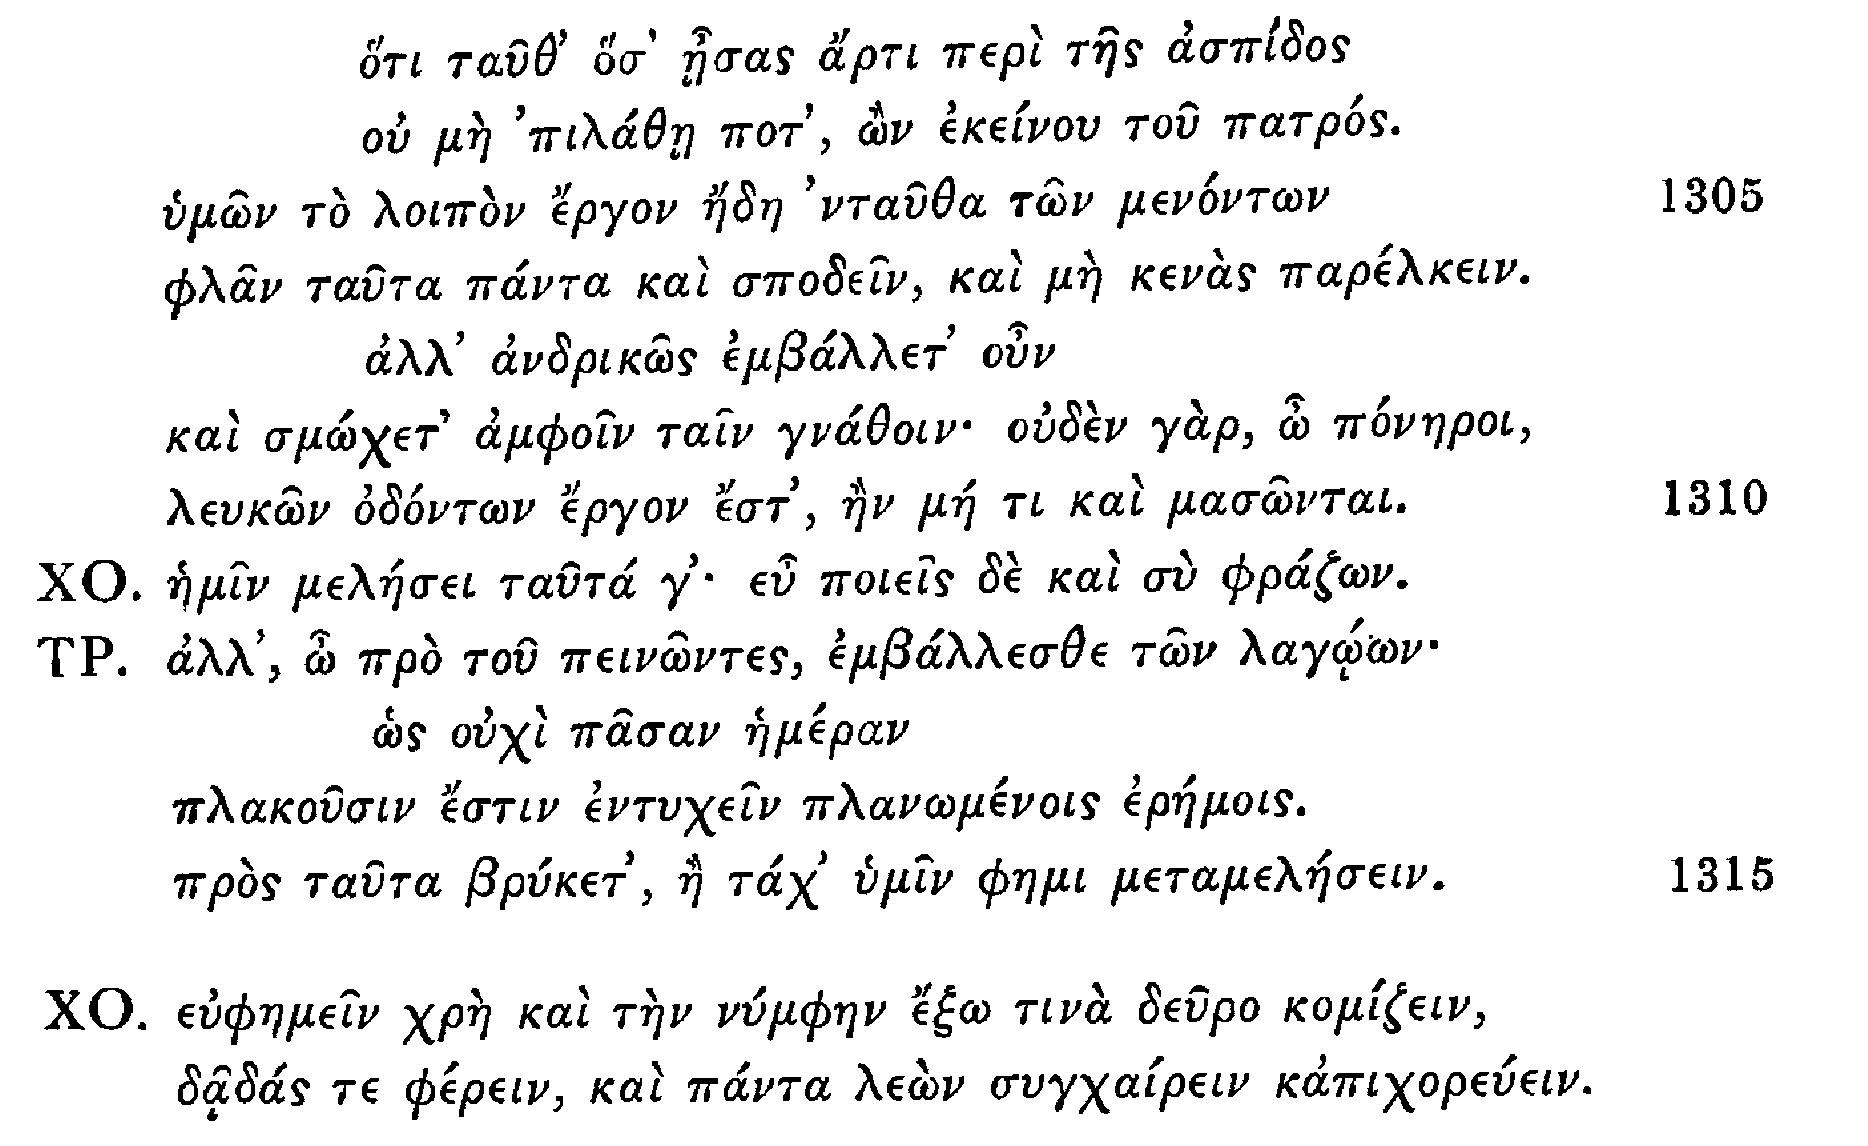 ὅτι ταῦθ' ὅσ' ᾖσας ἄρτι περὶ τῆς ἀσπίδος
οὐ μὴ 'πιλάθῃ ποτ', ὢν ἐκείνου τοῦ πατρός.
ὑμῶν τὸ λοιπὸν ἔργον ἤδη 'νταῦθα τῶν μενόντων 1305
φλᾶν ταῦτα πάντα καὶ σποδεῖν, καὶ μὴ κενὰς παρέλκειν.
ἀλλ' ἀνδρικῶς ἐμβάλλετ' οὖν
καὶ σμώχετ' ἀμφοῖν ταῖν γνάθοιν· οὐδὲν γὰρ, ὦ πόνηροι,
λευκῶν ὀδόντων ἔργον ἔστ', ἢν μή τι καὶ μασῶνται. 1310
ΧΟ. ἡμῖν μελήσει ταῦτά γ'· εὖ ποιεῖς δὲ καὶ σὺ φράζων.
ΤΡ. ἀλλ', ὦ πρὸ τοῦ πεινῶντες, ἐμβάλλεσθε τῶν λαγῴων·
ὡς οὐχὶ πᾶσαν ἡμέραν
πλακοῦσιν ἔστιν ἐντυχεῖν πλανωμένοις ἐρήμοις.
πρὸς ταῦτα βρύκετ', ἢ τάχ' ὑμῖν φημι μεταμελήσειν. 1315
ΧΟ. εὐφημεῖν χρὴ καὶ τὴν νύμφην ἔξω τινὰ δεῦρο κομίζειν,
δᾷδάς τε φέρειν, καὶ πάντα λεὼν συγχαίρειν κἀπιχορεύειν.